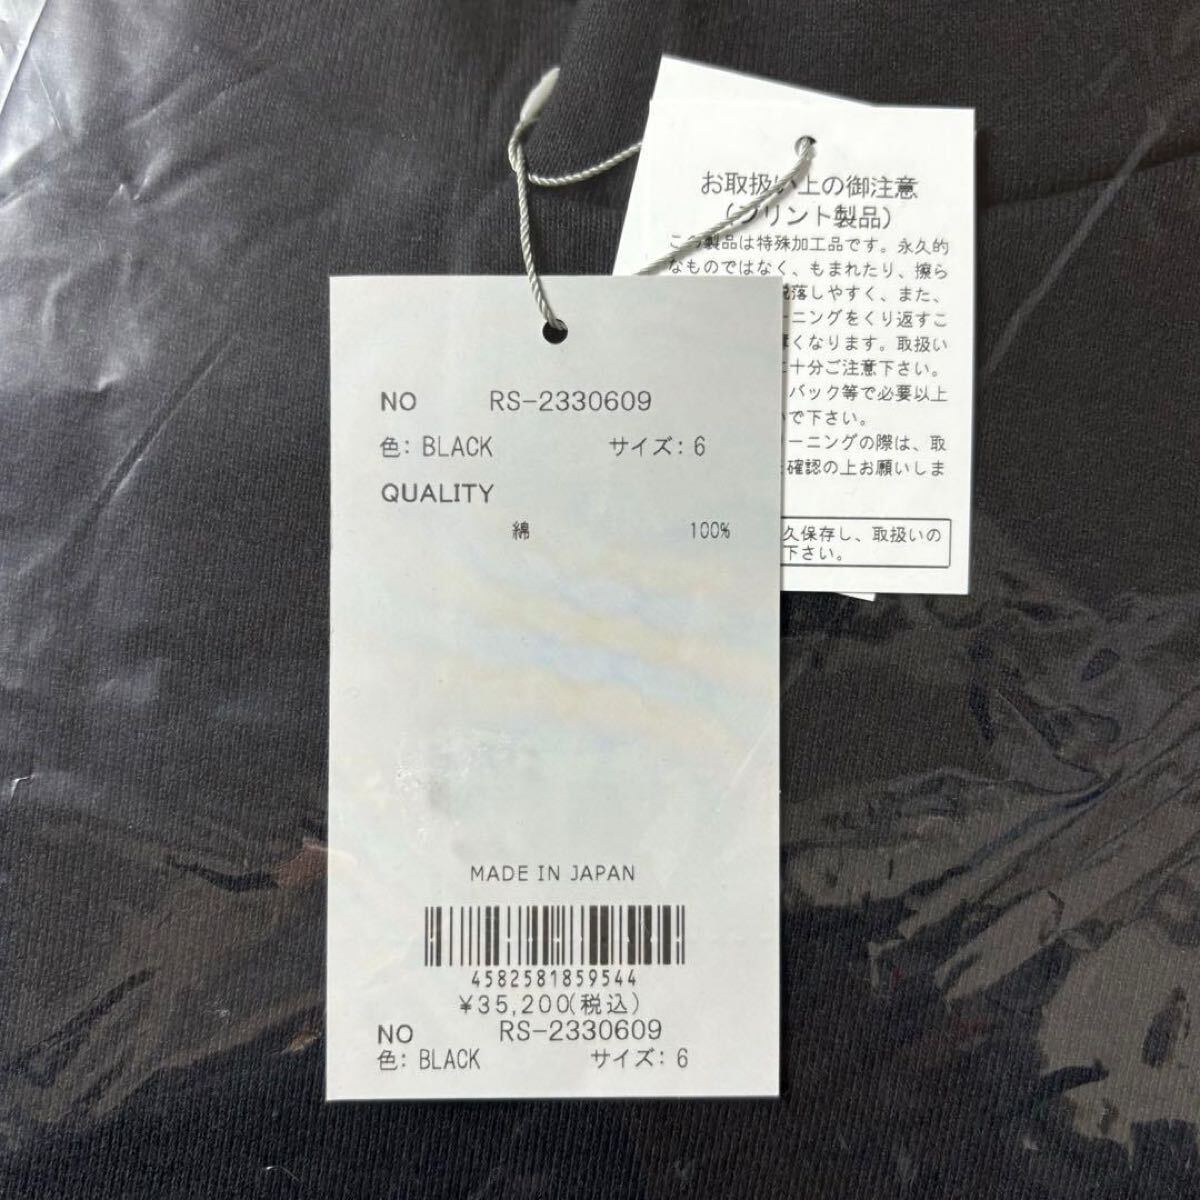 NO RS-2330609
色: BLACK サイズ: 6
QUALITY
綿 100%
MADE IN JAPAN
4582581859544
¥35,200(税込)
NO RS-2330609
色: BLACK サイズ: 6
お取扱い上の御注意
(プリント製品)
この製品は特殊加工品です。永久的
なものではなく、もまれたり、擦ら
脱落しやすく、また、
ーニングをくり返すこ
くなります。取扱い
に十分ご注意下さい。
バック等で必要以上
で下さい。
ーニングの際は、取
確認の上お願いしま
久保存し、取扱いの
下さい。